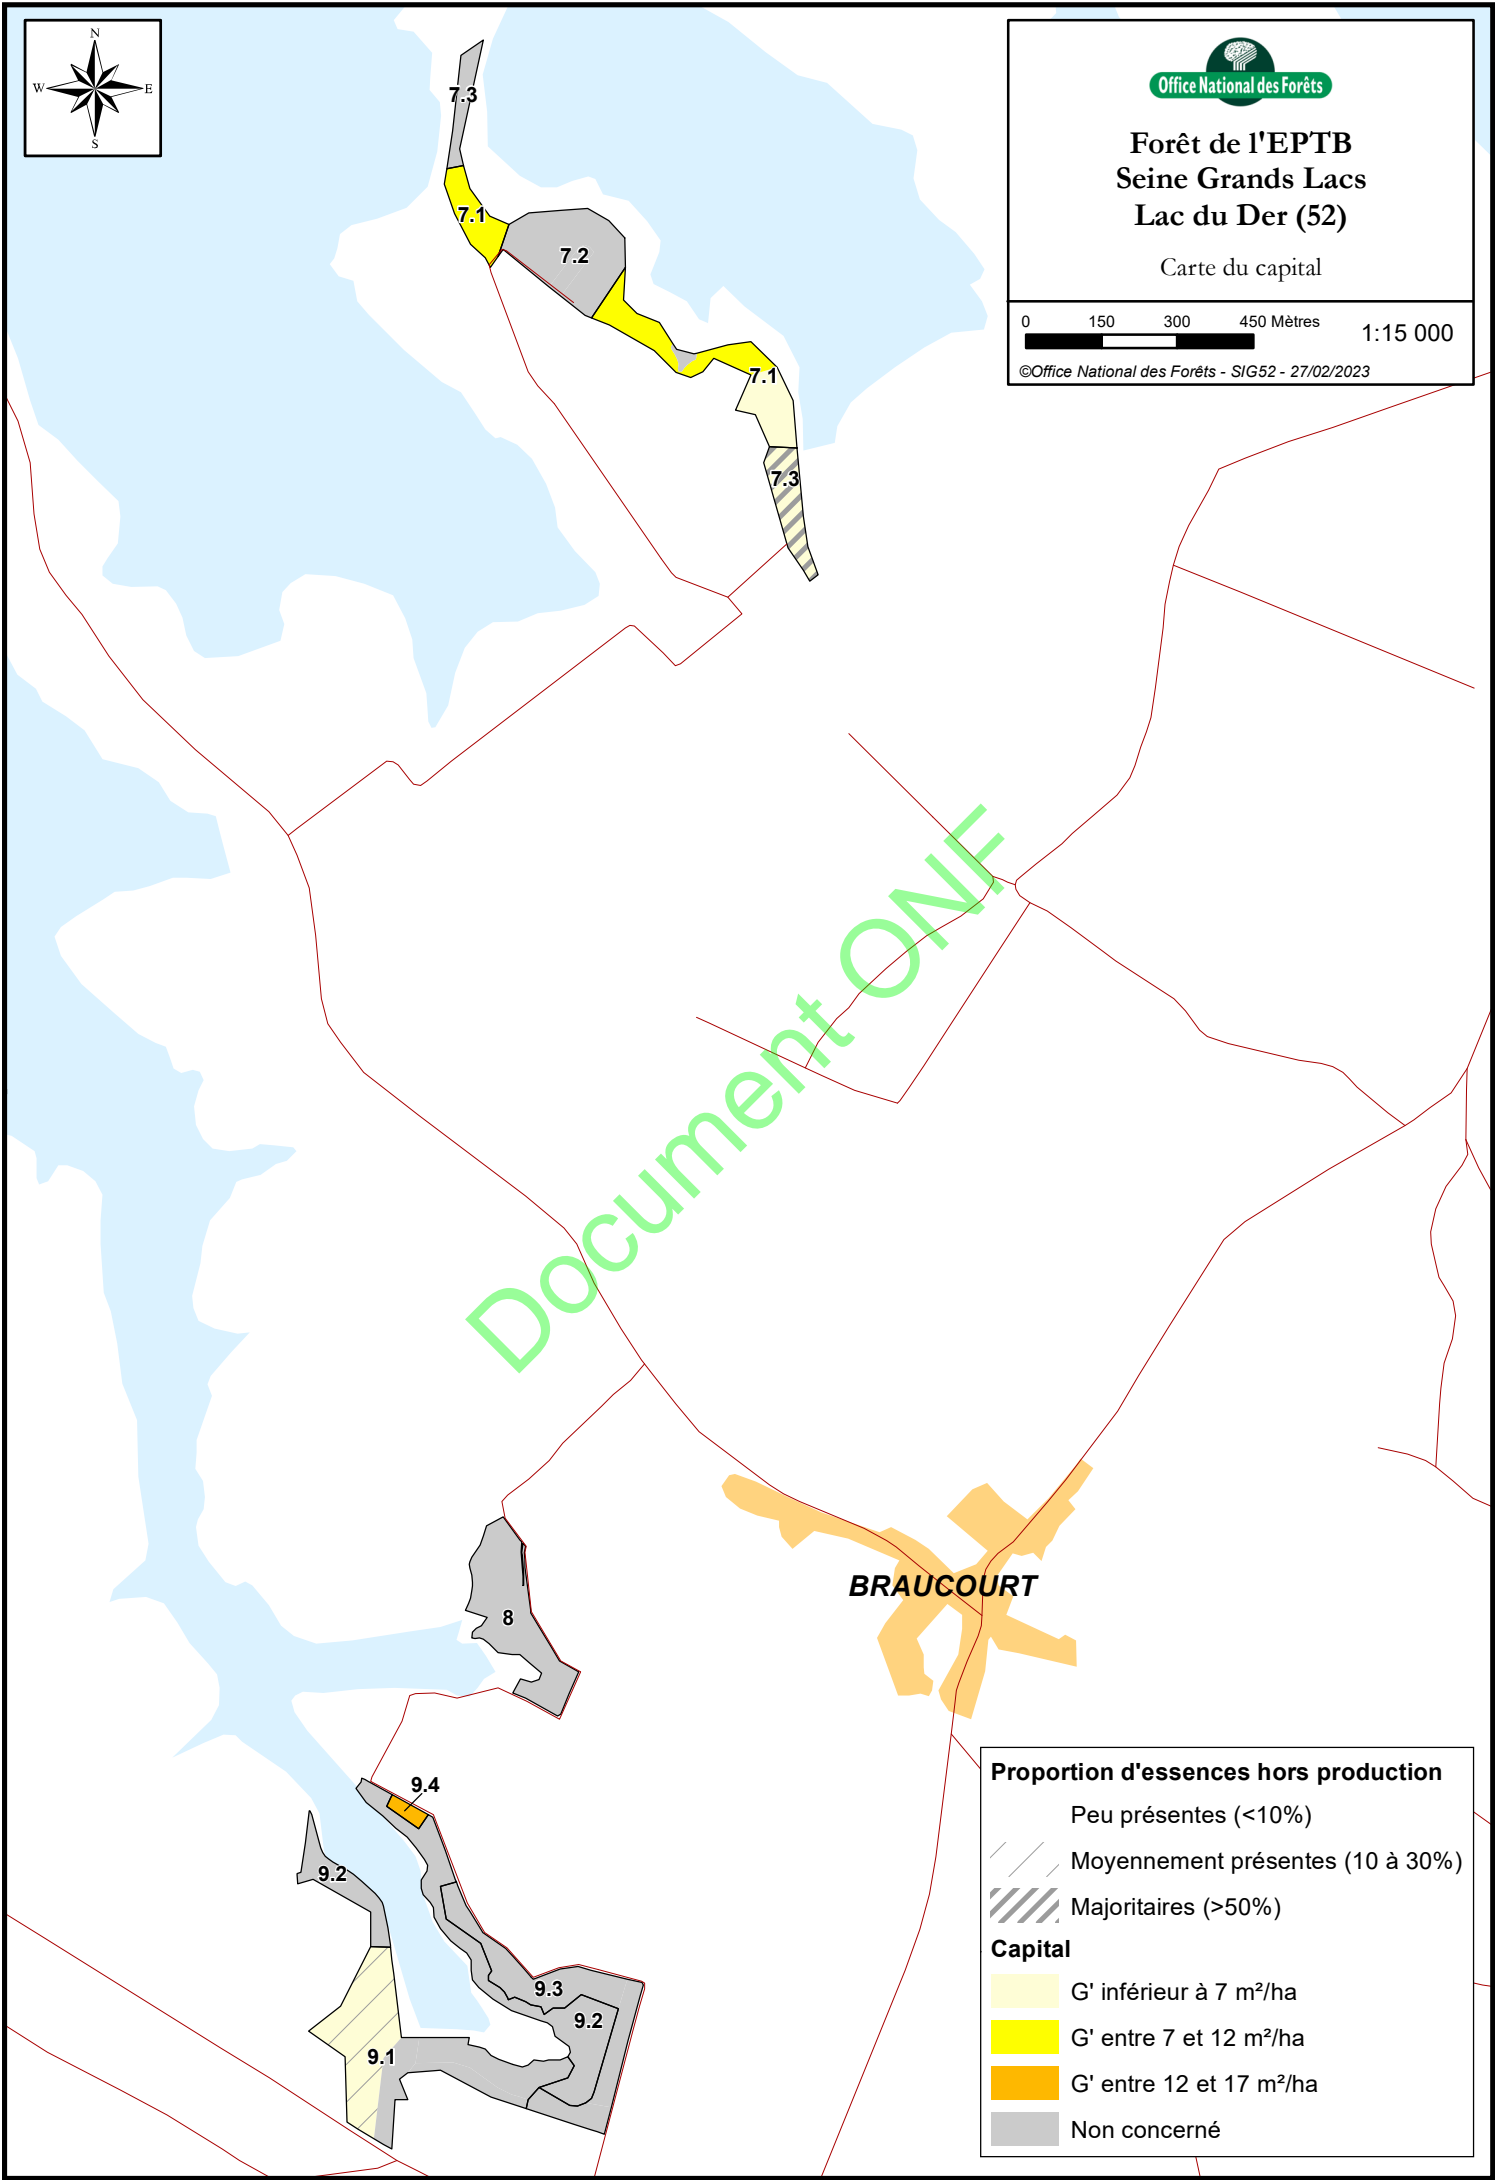 N
W
E
S
Office National des Forêts
Forêt de l'EPTB
Seine Grands Lacs
Lac du Der (52)
Carte du capital
0 150 300 450 Mètres
1:15 000
©Office National des Forêts - SIG52 - 27/02/2023
7.3
7.1
7.2
7.1
7.3
Document ONF
BRAUCOURT
8
9.4
9.2
9.3
9.2
9.1
Proportion d'essences hors production
Peu présentes (<10%)
Moyennement présentes (10 à 30%)
Majoritaires (>50%)
Capital
G' inférieur à 7 m²/ha
G' entre 7 et 12 m²/ha
G' entre 12 et 17 m²/ha
Non concerné